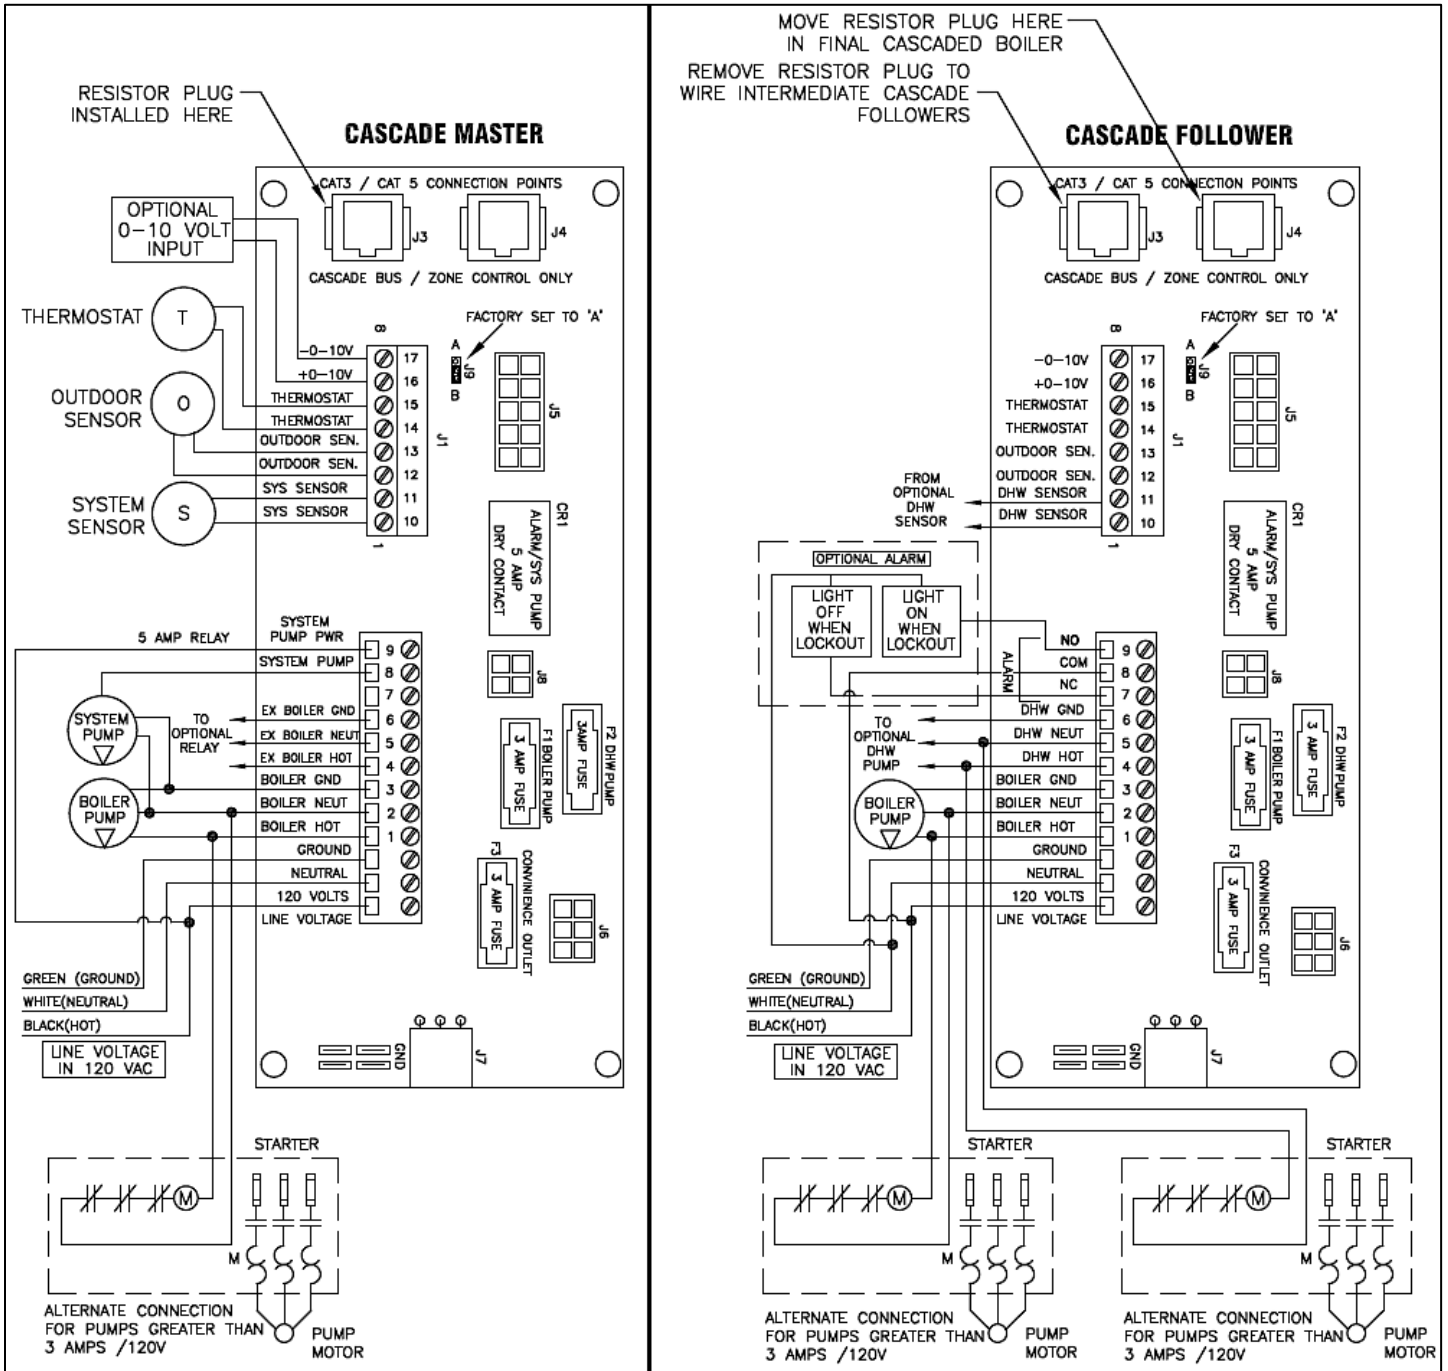 RESISTOR PLUG
INSTALLED HERE
CASCADE MASTER
CAT3 / CAT 5 CONNECTION POINTS
J3
J4
OPTIONAL
0-10 VOLT
INPUT
CASCADE BUS / ZONE CONTROL ONLY
THERMOSTAT
T
FACTORY SET TO "A"
8
A
J9
B
-0-10V
17
+0-10V
16
THERMOSTAT
15
THERMOSTAT
14
OUTDOOR SEN.
13
OUTDOOR SEN.
12
SYS SENSOR
11
SYS SENSOR
10
1
J1
J5
OUTDOOR
SENSOR
O
SYSTEM
SENSOR
S
CR1
ALARM/SYS PUMP
5 AMP
DRY CONTACT
5 AMP RELAY
SYSTEM
PUMP PWR
9
SYSTEM PUMP
8
7
EX BOILER GND
6
EX BOILER NEUT
5
EX BOILER HOT
4
BOILER GND
3
BOILER NEUT
2
BOILER HOT
1
GROUND
NEUTRAL
120 VOLTS
LINE VOLTAGE
SYSTEM
PUMP
TO
OPTIONAL
RELAY
BOILER
PUMP
J8
F1 BOILER PUMP
3 AMP FUSE
F2 DHW PUMP
3AMP FUSE
F3
3 AMP FUSE
CONVINIENCE OUTLET
J6
GREEN (GROUND)
WHITE(NEUTRAL)
BLACK(HOT)
LINE VOLTAGE
IN 120 VAC
GND
J7
STARTER
M
M
ALTERNATE CONNECTION
FOR PUMPS GREATER THAN
3 AMPS /120V
PUMP
MOTOR
MOVE RESISTOR PLUG HERE
IN FINAL CASCADED BOILER
REMOVE RESISTOR PLUG TO
WIRE INTERMEDIATE CASCADE
FOLLOWERS
CASCADE FOLLOWER
CAT3 / CAT 5 CONNECTION POINTS
J3
J4
CASCADE BUS / ZONE CONTROL ONLY
FACTORY SET TO "A"
8
A
J9
B
-0-10V
17
+0-10V
16
THERMOSTAT
15
THERMOSTAT
14
OUTDOOR SEN.
13
OUTDOOR SEN.
12
DHW SENSOR
11
DHW SENSOR
10
1
J1
J5
FROM
OPTIONAL
DHW
SENSOR
CR1
ALARM/SYS PUMP
5 AMP
DRY CONTACT
OPTIONAL ALARM
LIGHT
OFF
WHEN
LOCKOUT
LIGHT
ON
WHEN
LOCKOUT
ALARM
NO
9
COM
8
NC
7
DHW GND
6
DHW NEUT
5
DHW HOT
4
BOILER GND
3
BOILER NEUT
2
BOILER HOT
1
GROUND
NEUTRAL
120 VOLTS
LINE VOLTAGE
TO
OPTIONAL
DHW
PUMP
BOILER
PUMP
J8
F1 BOILER PUMP
3 AMP FUSE
F2 DHW PUMP
3 AMP FUSE
F3
3 AMP FUSE
CONVINIENCE OUTLET
J6
GREEN (GROUND)
WHITE(NEUTRAL)
BLACK(HOT)
LINE VOLTAGE
IN 120 VAC
GND
J7
STARTER
M
M
ALTERNATE CONNECTION
FOR PUMPS GREATER THAN
3 AMPS /120V
PUMP
MOTOR
STARTER
M
M
ALTERNATE CONNECTION
FOR PUMPS GREATER THAN
3 AMPS /120V
PUMP
MOTOR